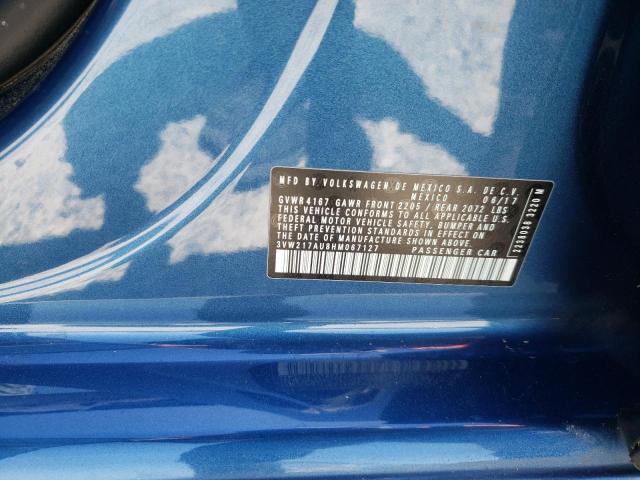 MFD BY VOLKSWAGEN DE MEXICO S.A. DE C.V.
MEXICO 06/17
GVWR 4167 GAWR FRONT 2205 / REAR 2072 LBS
THIS VEHICLE CONFORMS TO ALL APPLICABLE U.S.
FEDERAL MOTOR VEHICLE SAFETY, BUMPER AND
THEFT PREVENTION STANDARDS IN EFFECT
ON THE DATE OF MANUFACTURE SHOWN ABOVE.
3VW217AU8HM067127 PASSENGER CAR